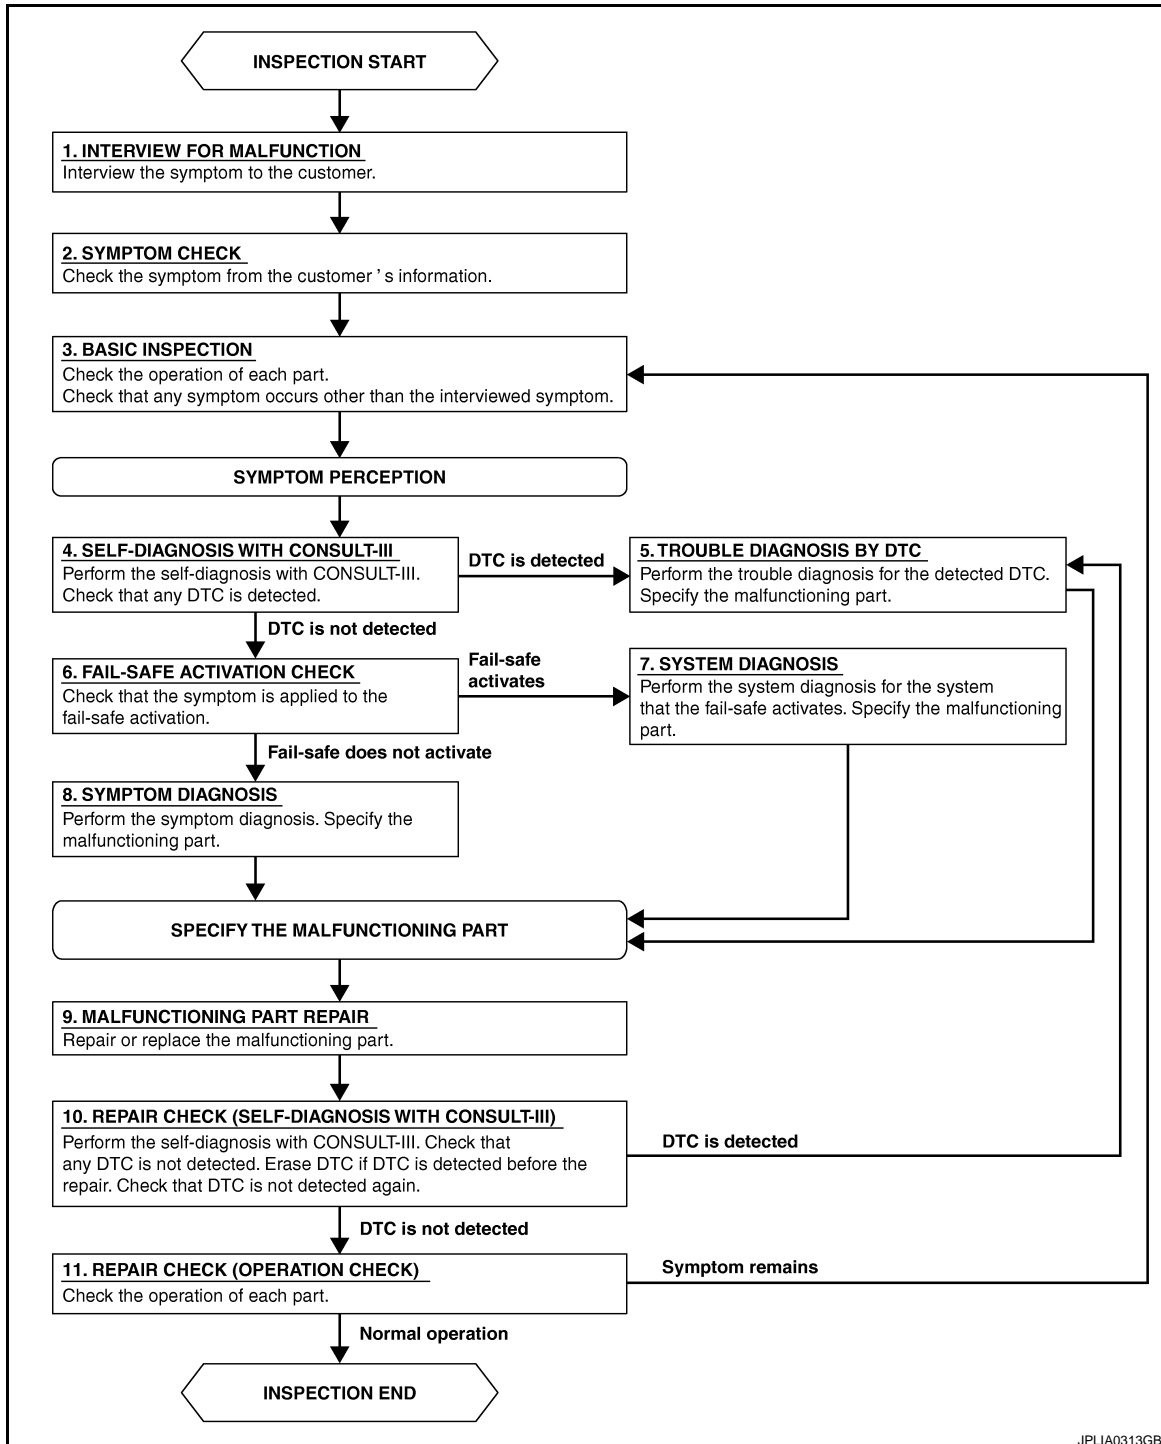 INSPECTION START
1. INTERVIEW FOR MALFUNCTION
Interview the symptom to the customer.
2. SYMPTOM CHECK
Check the symptom from the customer ’ s information.
3. BASIC INSPECTION
Check the operation of each part.
Check that any symptom occurs other than the interviewed symptom.
SYMPTOM PERCEPTION
4. SELF-DIAGNOSIS WITH CONSULT-III
Perform the self-diagnosis with CONSULT-III.
Check that any DTC is detected.
DTC is detected
5. TROUBLE DIAGNOSIS BY DTC
Perform the trouble diagnosis for the detected DTC.
Specify the malfunctioning part.
DTC is not detected
6. FAIL-SAFE ACTIVATION CHECK
Check that the symptom is applied to the
fail-safe activation.
Fail-safe
activates
7. SYSTEM DIAGNOSIS
Perform the system diagnosis for the system
that the fail-safe activates. Specify the malfunctioning
part.
Fail-safe does not activate
8. SYMPTOM DIAGNOSIS
Perform the symptom diagnosis. Specify the
malfunctioning part.
SPECIFY THE MALFUNCTIONING PART
9. MALFUNCTIONING PART REPAIR
Repair or replace the malfunctioning part.
10. REPAIR CHECK (SELF-DIAGNOSIS WITH CONSULT-III)
Perform the self-diagnosis with CONSULT-III. Check that
any DTC is not detected. Erase DTC if DTC is detected before the
repair. Check that DTC is not detected again.
DTC is detected
DTC is not detected
11. REPAIR CHECK (OPERATION CHECK)
Check the operation of each part.
Symptom remains
Normal operation
INSPECTION END
JPLIA0313GB